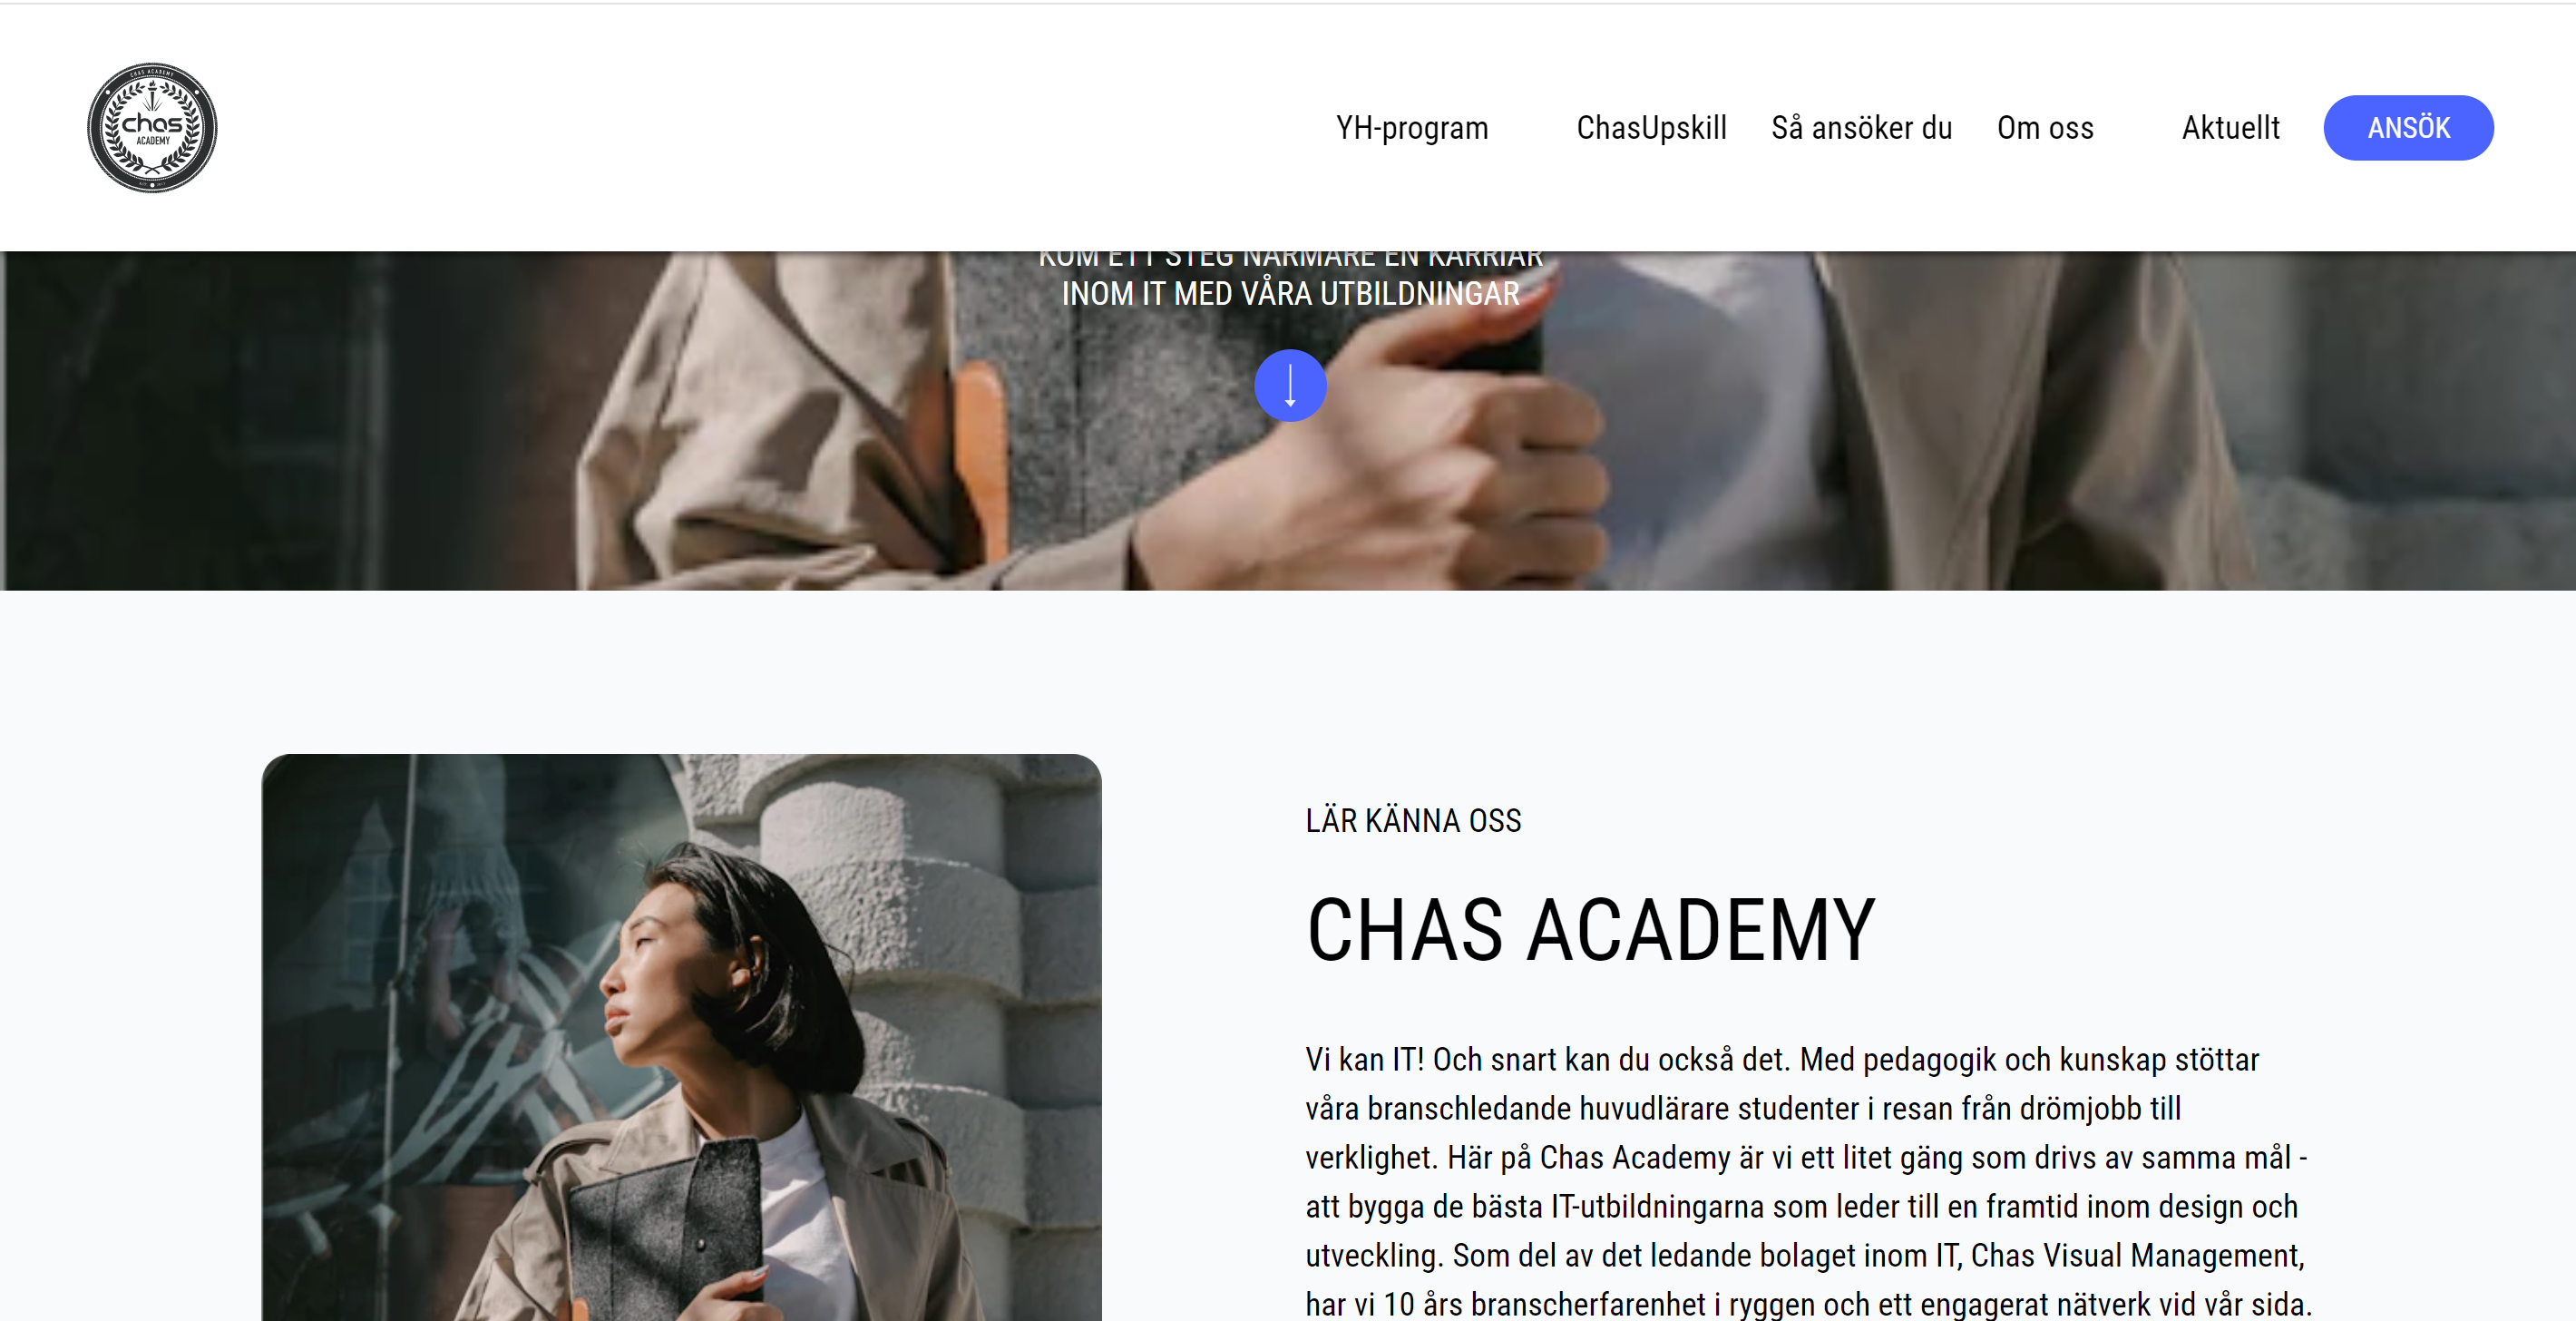 CHAS ACADEMY
chas
ACADEMY
YH-program
ChasUpskill
Så ansöker du
Om oss
Aktuellt
ANSÖK
KOM ETT STEG NÄRMARE EN KARRIÄR
INOM IT MED VÅRA UTBILDNINGAR
LÄR KÄNNA OSS
CHAS ACADEMY
Vi kan IT! Och snart kan du också det. Med pedagogik och kunskap stöttar
våra branschledande huvudlärare studenter i resan från drömjobb till
verklighet. Här på Chas Academy är vi ett litet gäng som drivs av samma mål -
att bygga de bästa IT-utbildningarna som leder till en framtid inom design och
utveckling. Som del av det ledande bolaget inom IT, Chas Visual Management,
har vi 10 års branscherfarenhet i ryggen och ett engagerat nätverk vid vår sida.